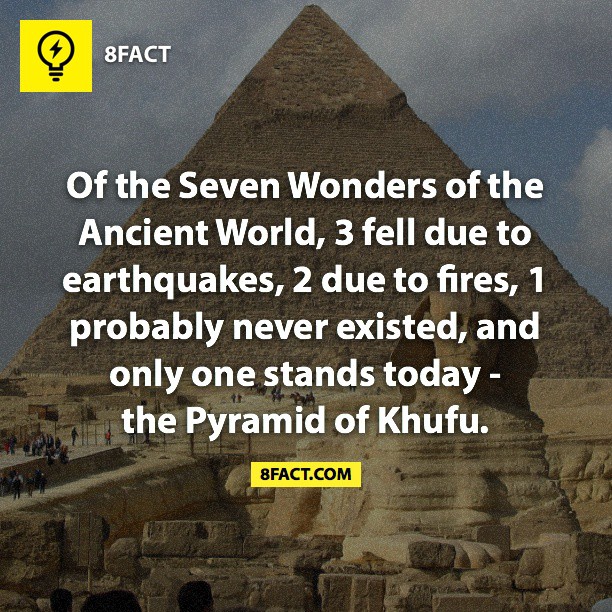 8FACT
Of the Seven Wonders of the
Ancient World, 3 fell due to
earthquakes, 2 due to fires, 1
probably never existed, and
only one stands today -
the Pyramid of Khufu.
8FACT.COM